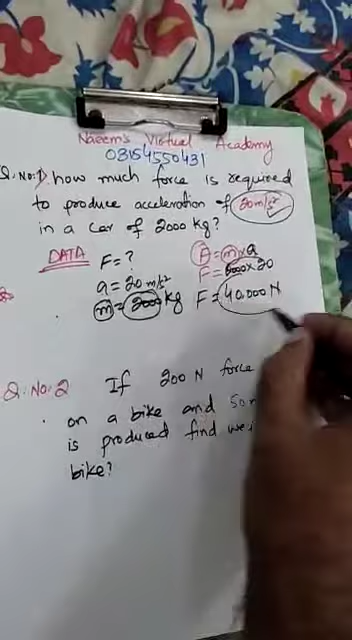 Naeem's Virtual Academy
03154550431
Q.No:1) how much force is required
to produce acceleration of 20m/s²
in a car of 2000 kg?
DATA
F = ?
a = 20 m/s²
m = 2000 kg
F = m x a
F = 2000 x 20
F = 40,000 N
Q.No.2 If 200 N force
on a bike and 50
is produced find
bike?